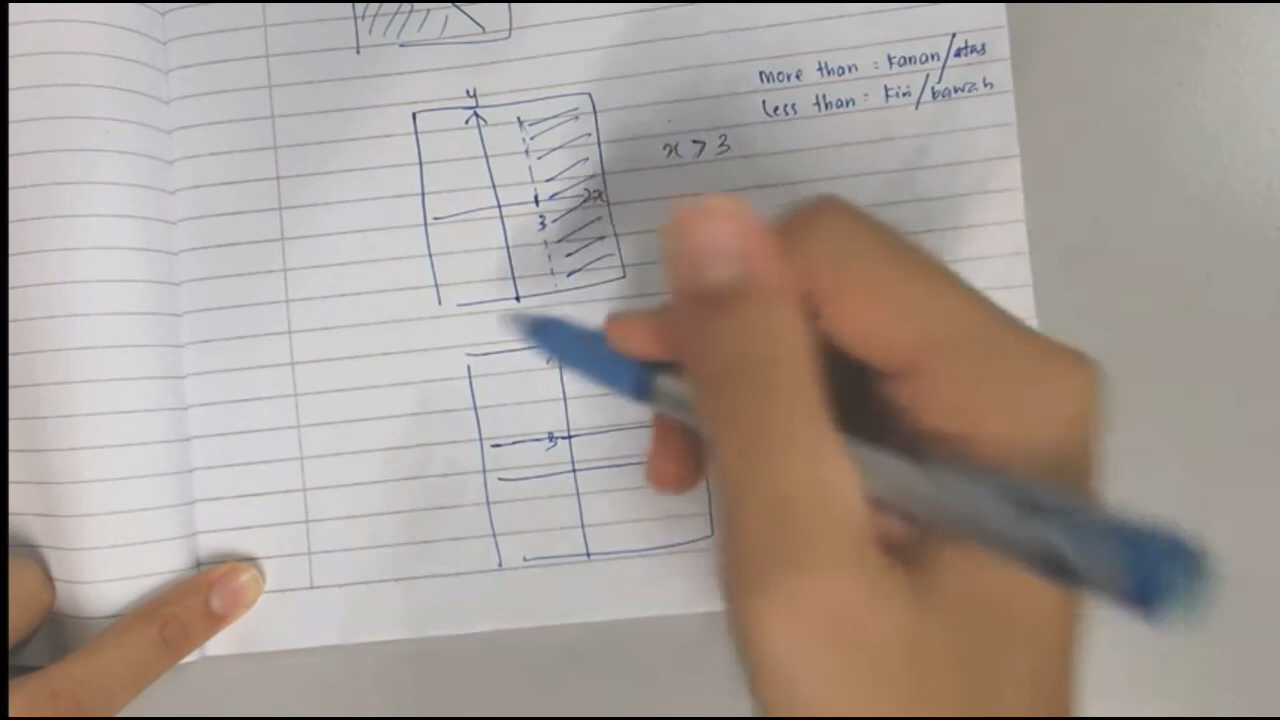 more than : kanan/atas
less than : kiri/bawah
y
x > 3
x
3
3